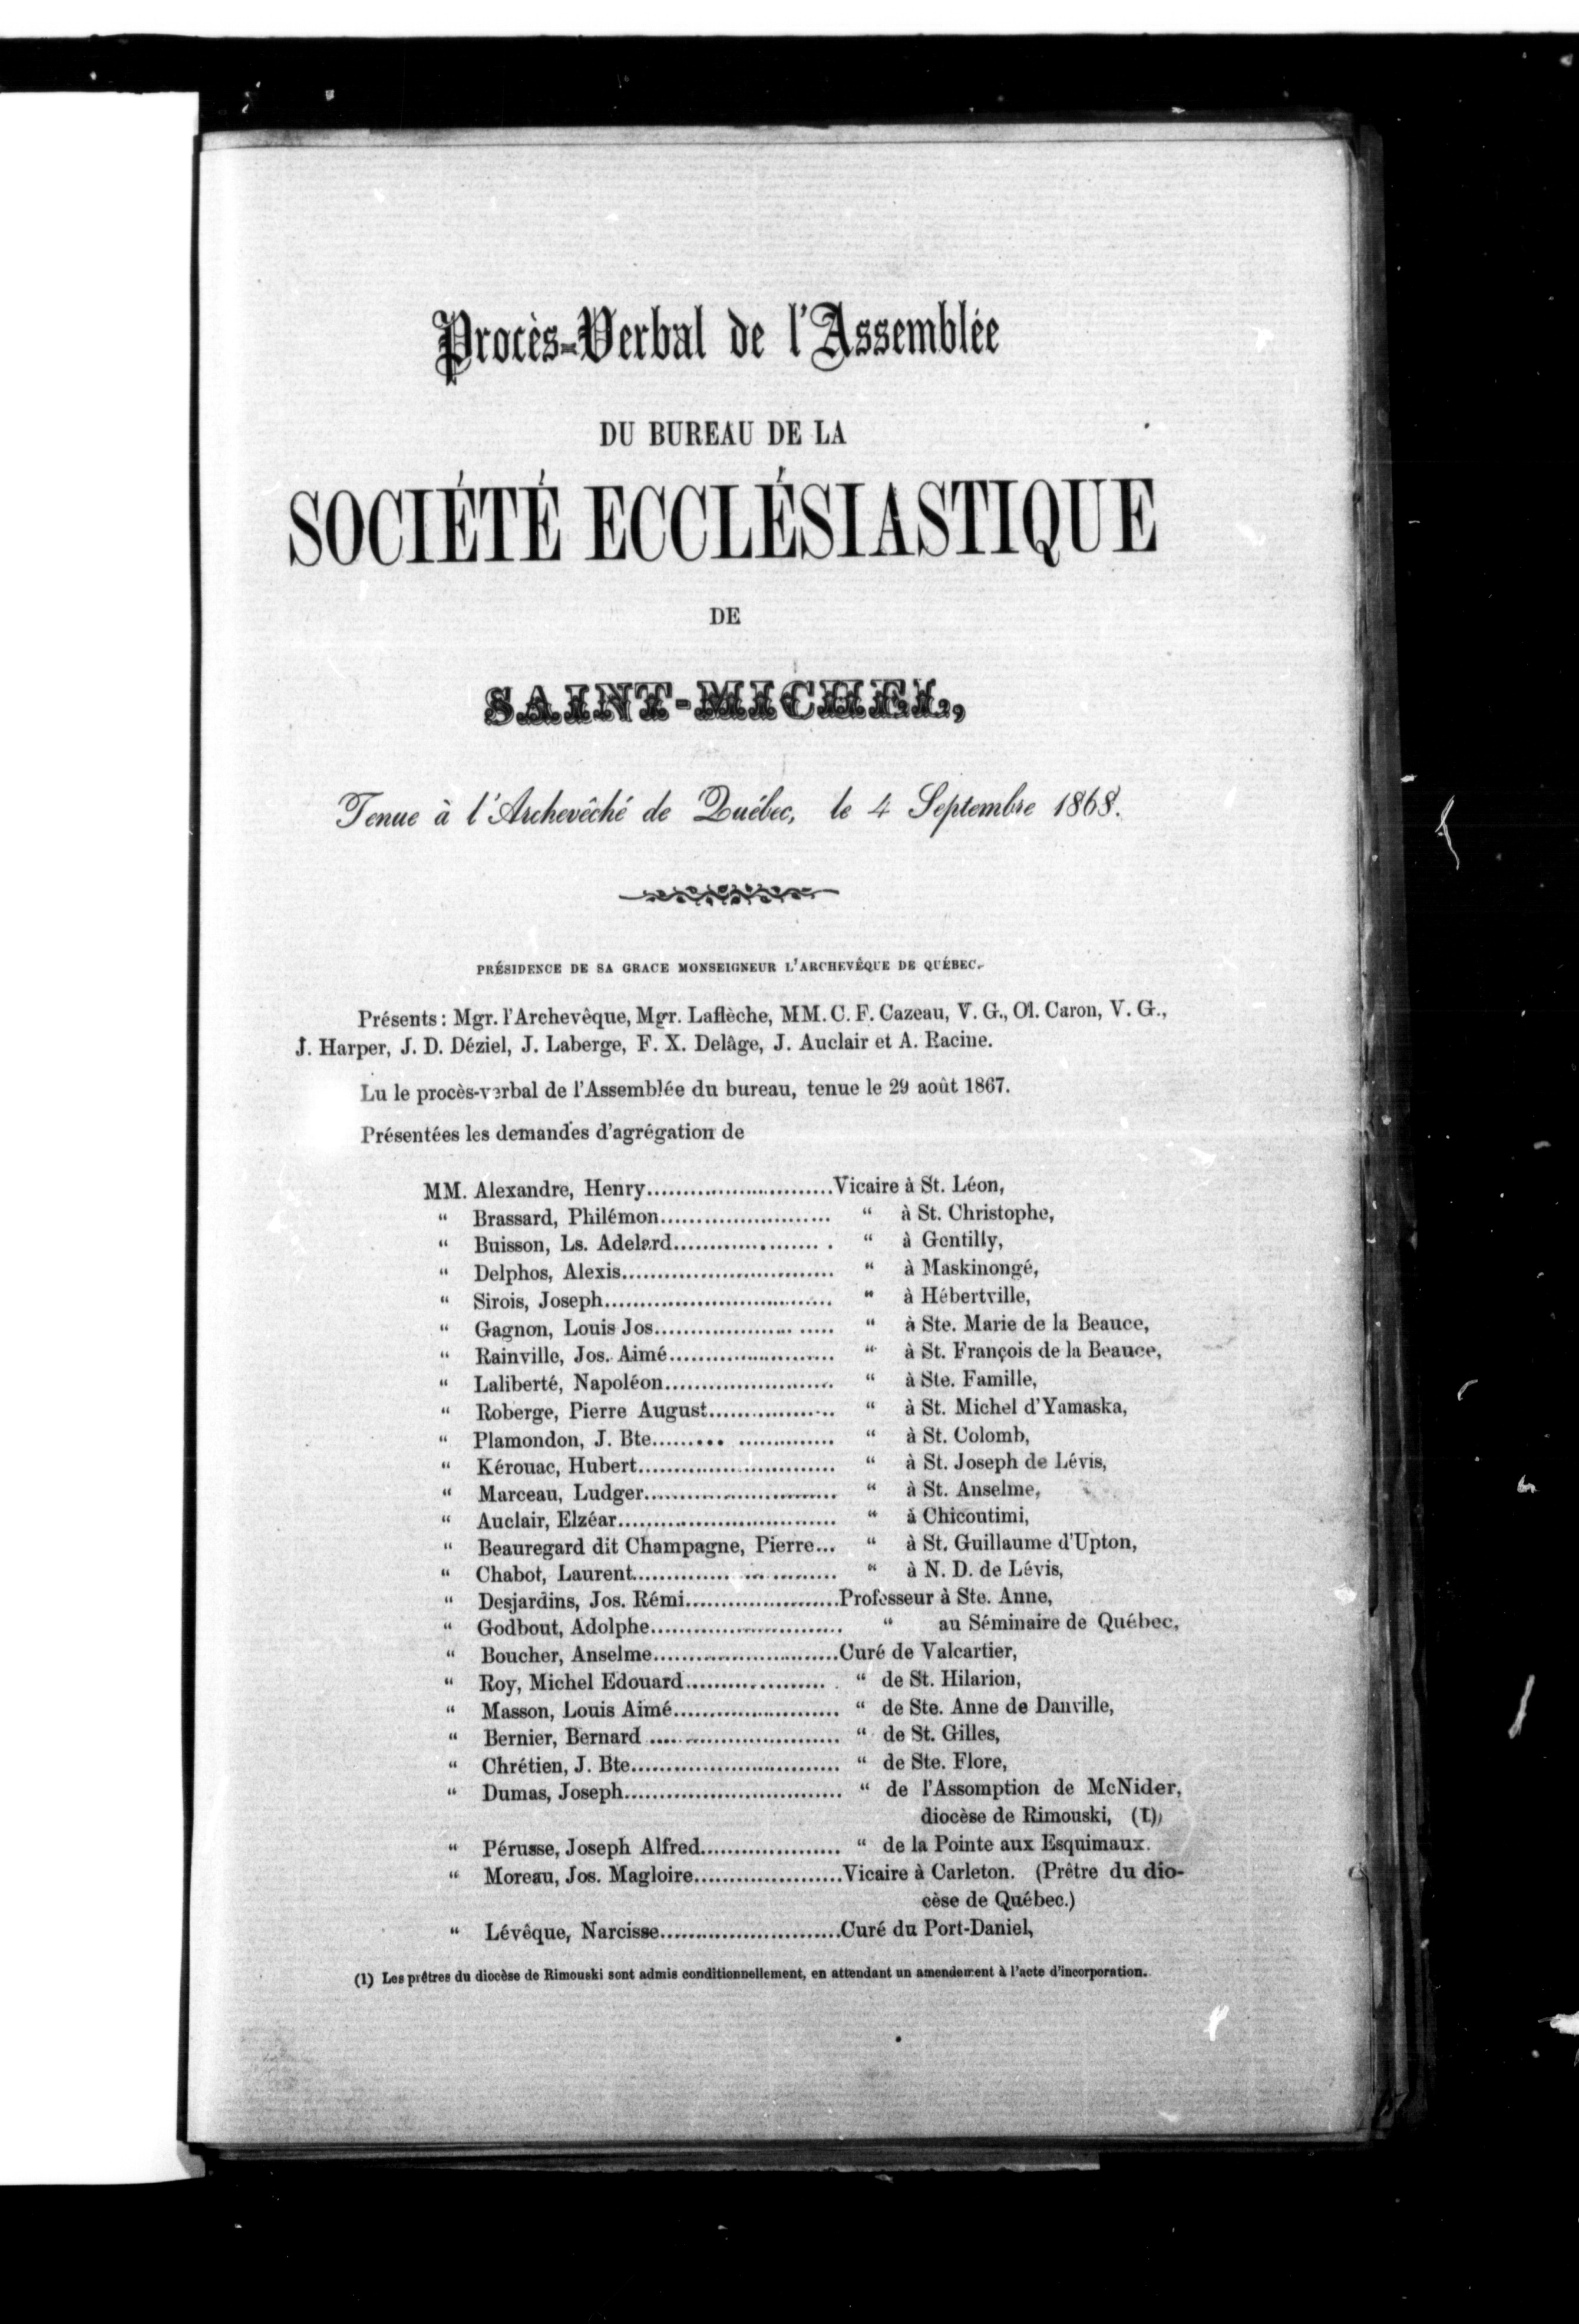 Procès-Verbal de l'Assemblée
DU BUREAU DE LA
SOCIÉTÉ ECCLÉSIASTIQUE
DE
SAINT-MICHEL,
Tenue à l'Archevêché de Québec, le 4 Septembre 1868.
PRÉSIDENCE DE SA GRACE MONSEIGNEUR L'ARCHEVÊQUE DE QUÉBEC.
Présents: Mgr. l'Archevêque, Mgr. Laflèche, MM. C. F. Cazeau, V. G., Ol. Caron, V. G.,
J. Harper, J. D. Déziel, J. Laberge, F. X. Delâge, J. Auclair et A. Racine.
Lu le procès-verbal de l'Assemblée du bureau, tenue le 29 août 1867.
Présentées les demandes d'agrégation de
MM. Alexandre, Henry..........................Vicaire à St. Léon,
“ Brassard, Philémon........................ “ à St. Christophe,
“ Buisson, Ls. Adelard..................... “ à Gentilly,
“ Delphos, Alexis............................. “ à Maskinongé,
“ Sirois, Joseph................................ “ à Hébertville,
“ Gagnon, Louis Jos........................ “ à Ste. Marie de la Beauce,
“ Rainville, Jos. Aimé....................... “ à St. François de la Beauce,
“ Laliberté, Napoléon....................... “ à Ste. Famille,
“ Roberge, Pierre August.................. “ à St. Michel d'Yamaska,
“ Plamondon, J. Bte........................ “ à St. Colomb,
“ Kérouac, Hubert........................... “ à St. Joseph de Lévis,
“ Marceau, Ludger.......................... “ à St. Anselme,
“ Auclair, Elzéar.............................. “ à Chicoutimi,
“ Beauregard dit Champagne, Pierre... “ à St. Guillaume d'Upton,
“ Chabot, Laurent........................... “ à N. D. de Lévis,
“ Desjardins, Jos. Rémi.....................Professeur à Ste. Anne,
“ Godbout, Adolphe.......................... “ au Séminaire de Québec,
“ Boucher, Anselme..........................Curé de Valcartier,
“ Roy, Michel Edouard..................... “ de St. Hilarion,
“ Masson, Louis Aimé....................... “ de Ste. Anne de Danville,
“ Bernier, Bernard .......................... “ de St. Gilles,
“ Chrétien, J. Bte............................. “ de Ste. Flore,
“ Dumas, Joseph.............................. “ de l'Assomption de McNider,
diocèse de Rimouski, (1)
“ Pérusse, Joseph Alfred.................... “ de la Pointe aux Esquimaux.
“ Moreau, Jos. Magloire.....................Vicaire à Carleton. (Prêtre du dio-
cèse de Québec.)
“ Lévêque, Narcisse.........................Curé du Port-Daniel,
(1) Les prêtres du diocèse de Rimouski sont admis conditionnellement, en attendant un amendement à l'acte d'incorporation.